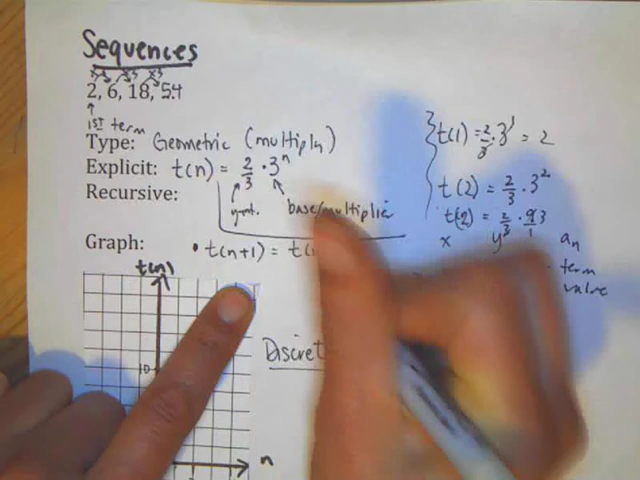 Sequences
x3 x3 x3
2, 6, 18, 54
1st term
Type: Geometric (multiply)
Explicit: t(n) = 2/3 · 3^n
Recursive:
y-int. base/multiplier
Graph: • t(n+1) = t(
t(n)
10
n
Discret
t(1) = 2/3 · 3^1 = 2
t(2) = 2/3 · 3^2
t(2) = 2/3 · 9/1
x y a_n
term
value